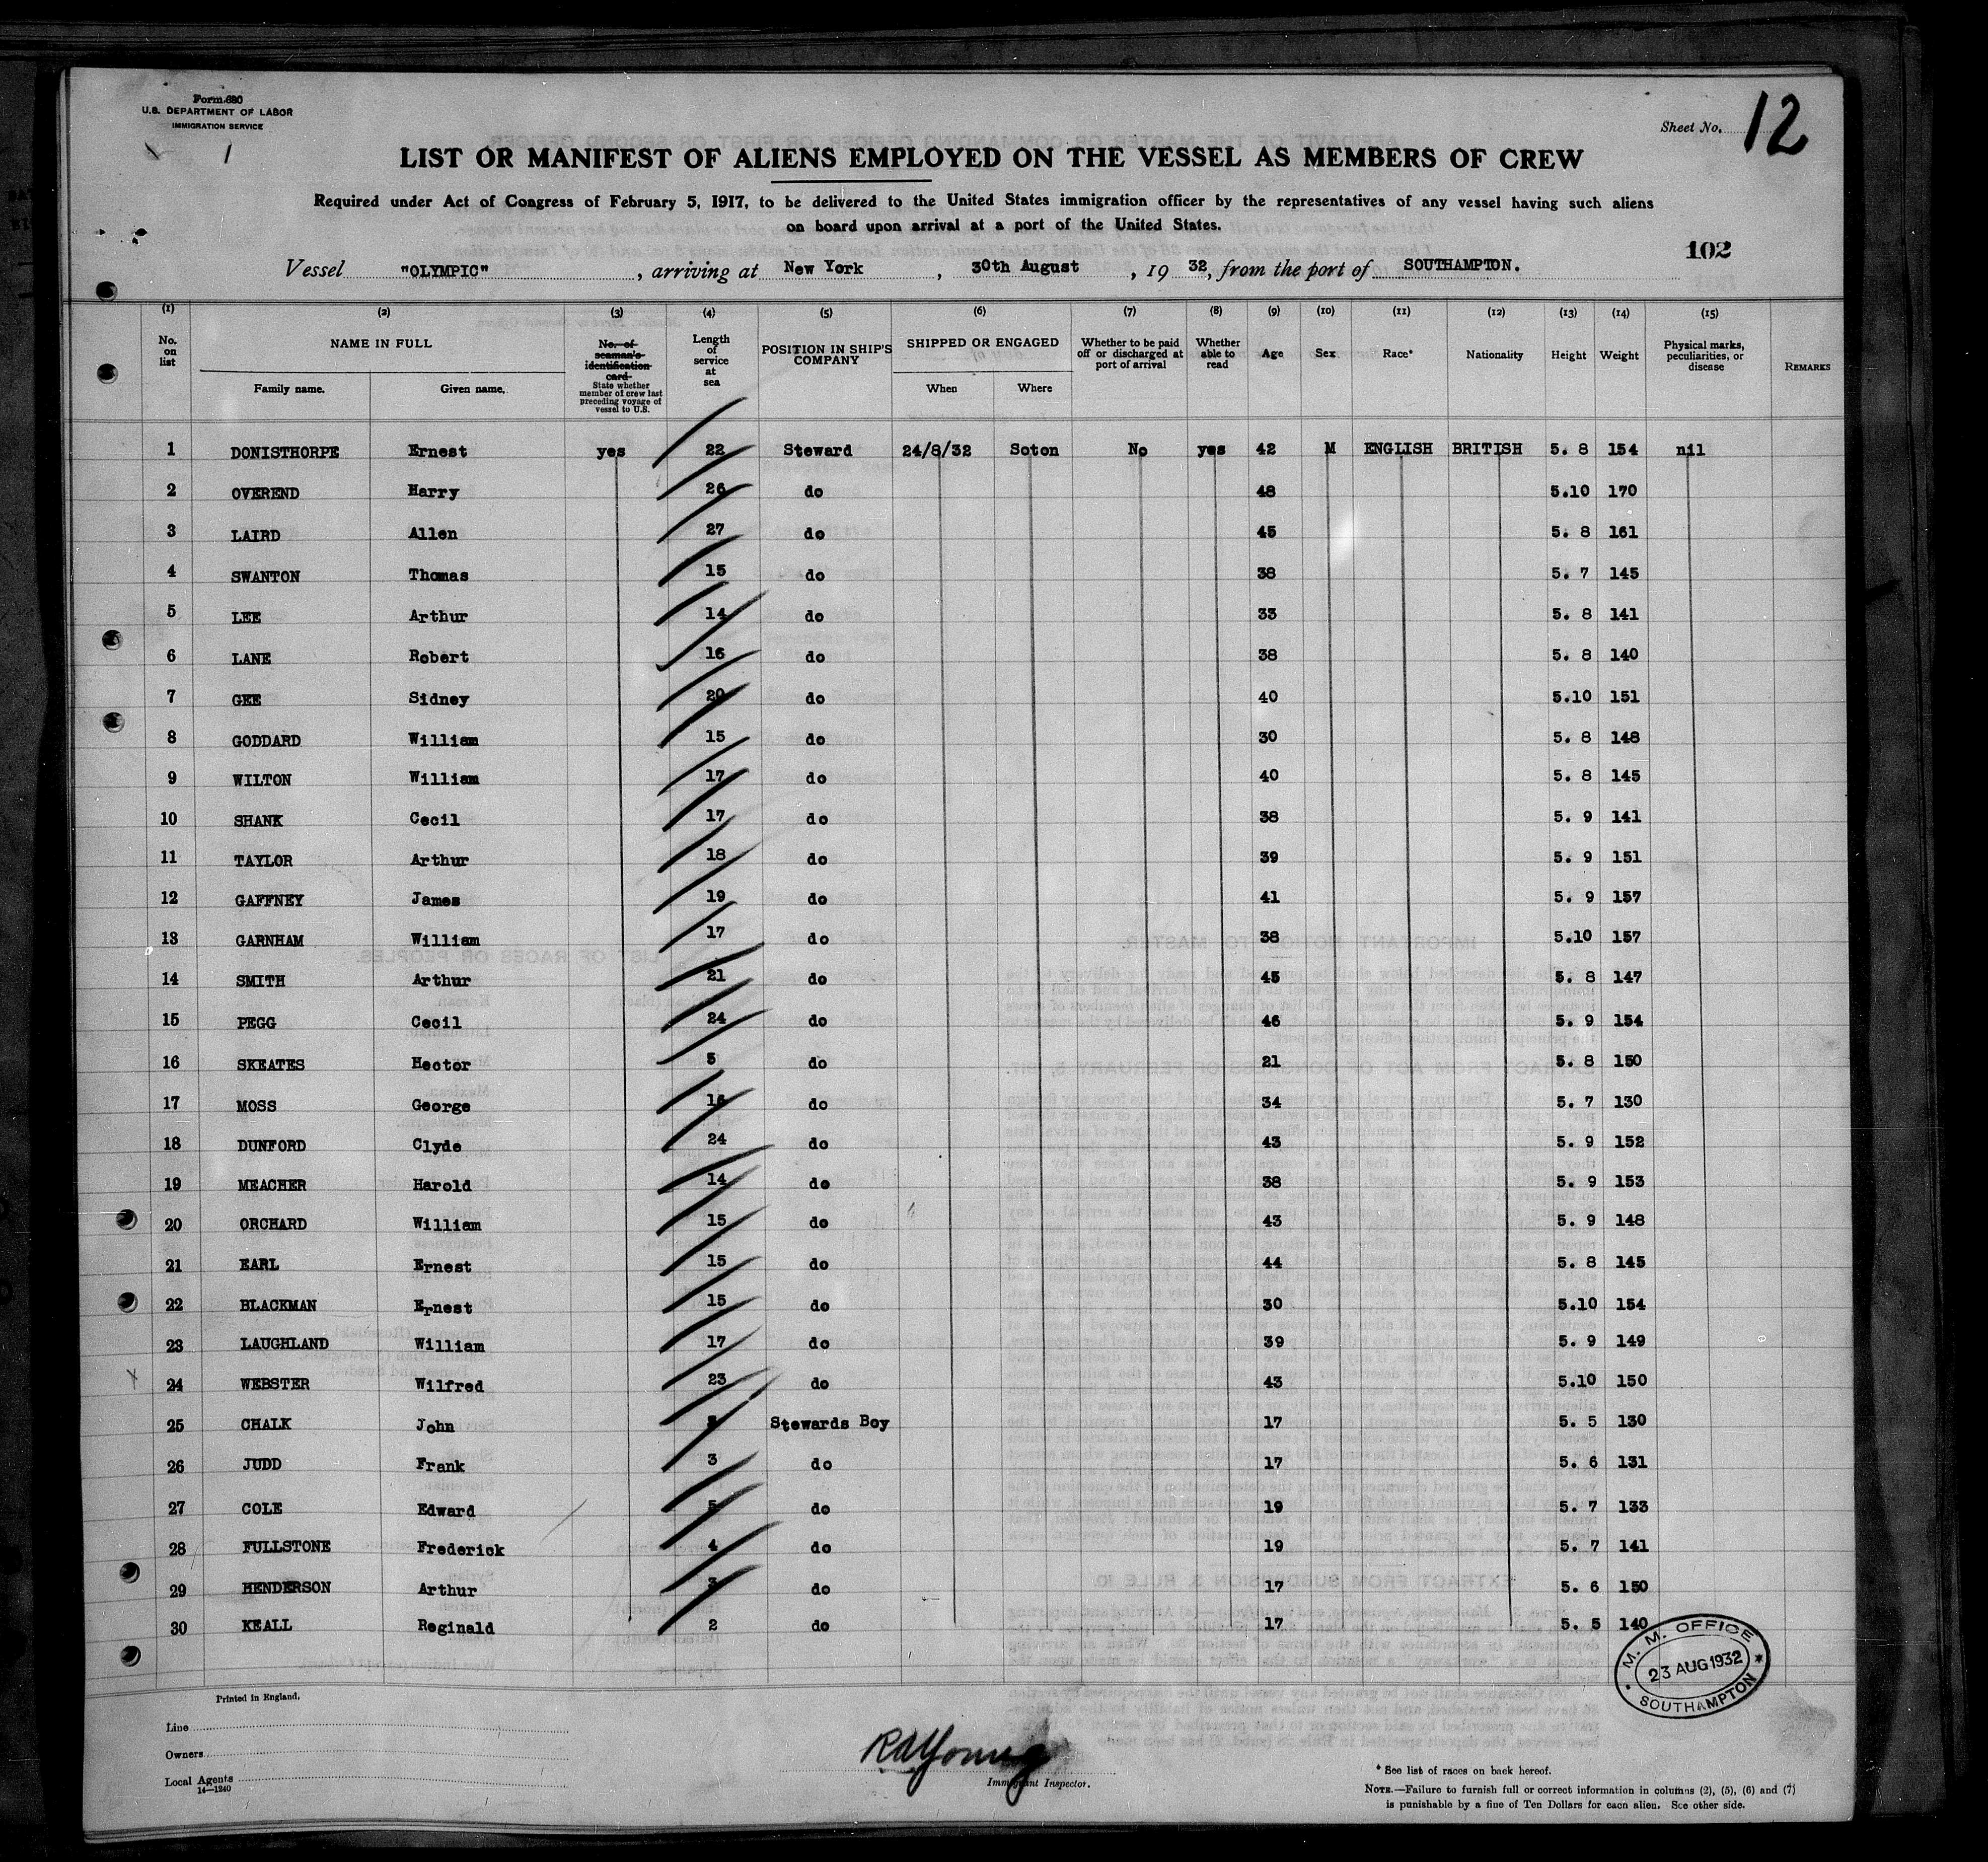 Form 680
U.S. DEPARTMENT OF LABOR
IMMIGRATION SERVICE
Sheet No. 12
LIST OR MANIFEST OF ALIENS EMPLOYED ON THE VESSEL AS MEMBERS OF CREW
Required under Act of Congress of February 5, 1917, to be delivered to the United States immigration officer by the representatives of any vessel having such aliens
on board upon arrival at a port of the United States.
102
Vessel "OLYMPIC", arriving at New York, 30th August, 1932, from the port of SOUTHAMPTON.
(1) (2) (3) (4) (5) (6) (7) (8) (9) (10) (11) (12) (13) (14) (15)
No. on list NAME IN FULL Family name. Given name. No. of seaman's identification card State whether member of crew last preceding voyage of vessel to U.S. Length of service at sea POSITION IN SHIP'S COMPANY SHIPPED OR ENGAGED When Where Whether to be paid off or discharged at port of arrival Whether able to read Age Sex Race* Nationality Height Weight Physical marks, peculiarities, or disease REMARKS
1 DONISTHORPE Ernest yes 22 Steward 24/8/32 Soton No yes 42 M ENGLISH BRITISH 5. 8 154 nil
2 OVEREND Harry 26 do 48 5.10 170
3 LAIRD Allen 27 do 45 5. 8 161
4 SWANTON Thomas 15 do 38 5. 7 145
5 LEE Arthur 14 do 33 5. 8 141
6 LANE Robert 16 do 38 5. 8 140
7 GEE Sidney 20 do 40 5.10 151
8 GODDARD William 15 do 30 5. 8 148
9 WILTON William 17 do 40 5. 8 145
10 SHANK Cecil 17 do 38 5. 9 141
11 TAYLOR Arthur 18 do 39 5. 9 151
12 GAFFNEY James 19 do 41 5. 9 157
13 GARNHAM William 17 do 38 5.10 157
14 SMITH Arthur 21 do 45 5. 8 147
15 PEGG Cecil 24 do 46 5. 9 154
16 SKEATES Hector 5 do 21 5. 8 150
17 MOSS George do 34 5. 7 130
18 DUNFORD Clyde 24 do 43 5. 9 152
19 MEACHER Harold 14 do 38 5. 9 153
20 ORCHARD William 15 do 43 5. 9 148
21 EARL Ernest 15 do 44 5. 8 145
22 BLACKMAN Ernest 15 do 30 5.10 154
23 LAUGHLAND William 17 do 39 5. 9 149
24 WEBSTER Wilfred 23 do 43 5.10 150
25 CHALK John Stewards Boy 17 5. 5 130
26 JUDD Frank 3 do 17 5. 6 131
27 COLE Edward 5 do 19 5. 7 133
28 FULLSTONE Frederick 4 do 19 5. 7 141
29 HENDERSON Arthur 3 do 17 5. 6 150
30 KEALL Reginald 2 do 17 5. 5 140
M. M. OFFICE
23 AUG 1932
SOUTHAMPTON
Printed in England.
Line
Owners
Local Agents
14—1240
Immigrant Inspector.
* See list of races on back hereof.
NOTE.—Failure to furnish full or correct information in columns (2), (5), (6) and (7)
is punishable by a fine of Ten Dollars for each alien. See other side.